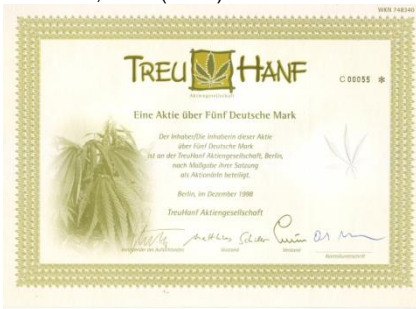 WKN 748340
TREU HANF
Aktiengesellschaft
C 00055 *
Eine Aktie über Fünf Deutsche Mark
Der Inhaber/Die Inhaberin dieser Aktie
über Fünf Deutsche Mark
ist an der TreuHanf Aktiengesellschaft, Berlin,
nach Maßgabe ihrer Satzung
als Aktionär/in beteiligt.
Berlin, im Dezember 1998
TreuHanf Aktiengesellschaft
Vorstand
Vorstand
Kontrollunterschrift